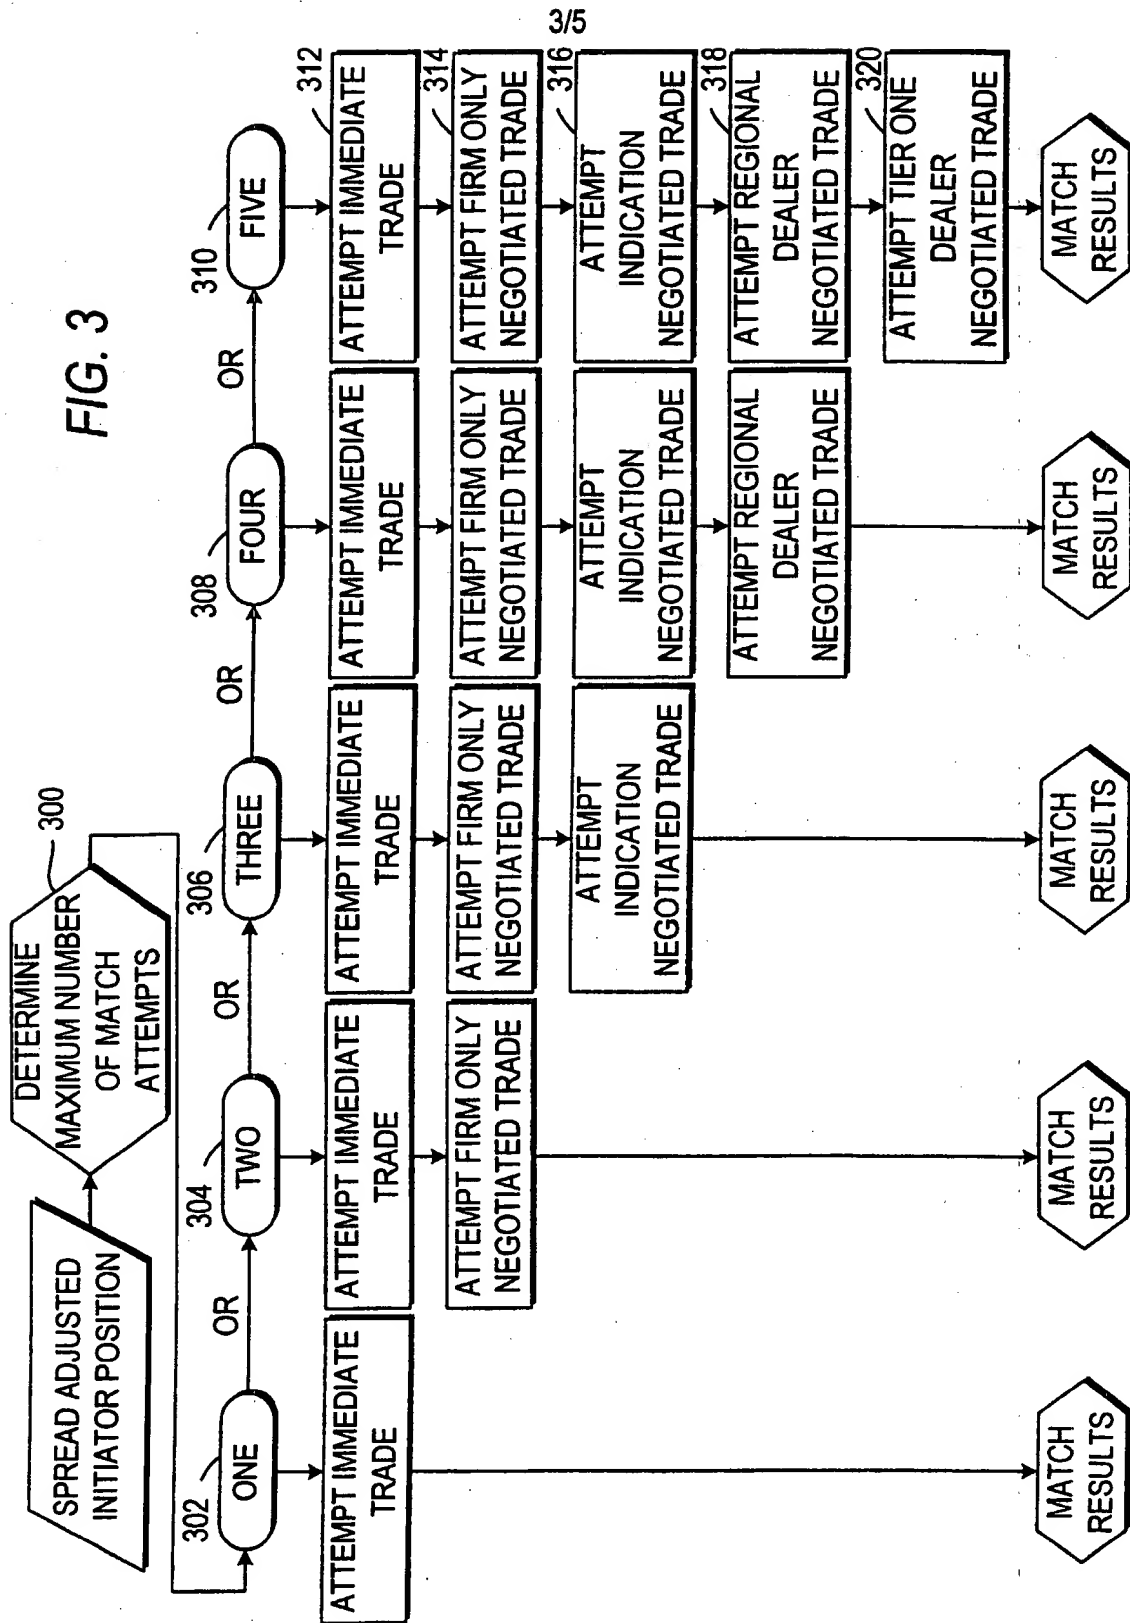 3/5
FIG. 3
SPREAD ADJUSTED
INITIATOR POSITION
DETERMINE
MAXIMUM NUMBER
OF MATCH
ATTEMPTS
300
302
ONE
OR
304
TWO
OR
306
THREE
OR
308
FOUR
OR
310
FIVE
ATTEMPT IMMEDIATE
TRADE
MATCH
RESULTS
ATTEMPT IMMEDIATE
TRADE
ATTEMPT FIRM ONLY
NEGOTIATED TRADE
MATCH
RESULTS
ATTEMPT IMMEDIATE
TRADE
ATTEMPT FIRM ONLY
NEGOTIATED TRADE
ATTEMPT
INDICATION
NEGOTIATED TRADE
MATCH
RESULTS
ATTEMPT IMMEDIATE
TRADE
ATTEMPT FIRM ONLY
NEGOTIATED TRADE
ATTEMPT
INDICATION
NEGOTIATED TRADE
ATTEMPT REGIONAL
DEALER
NEGOTIATED TRADE
MATCH
RESULTS
312
ATTEMPT IMMEDIATE
TRADE
314
ATTEMPT FIRM ONLY
NEGOTIATED TRADE
316
ATTEMPT
INDICATION
NEGOTIATED TRADE
318
ATTEMPT REGIONAL
DEALER
NEGOTIATED TRADE
320
ATTEMPT TIER ONE
DEALER
NEGOTIATED TRADE
MATCH
RESULTS